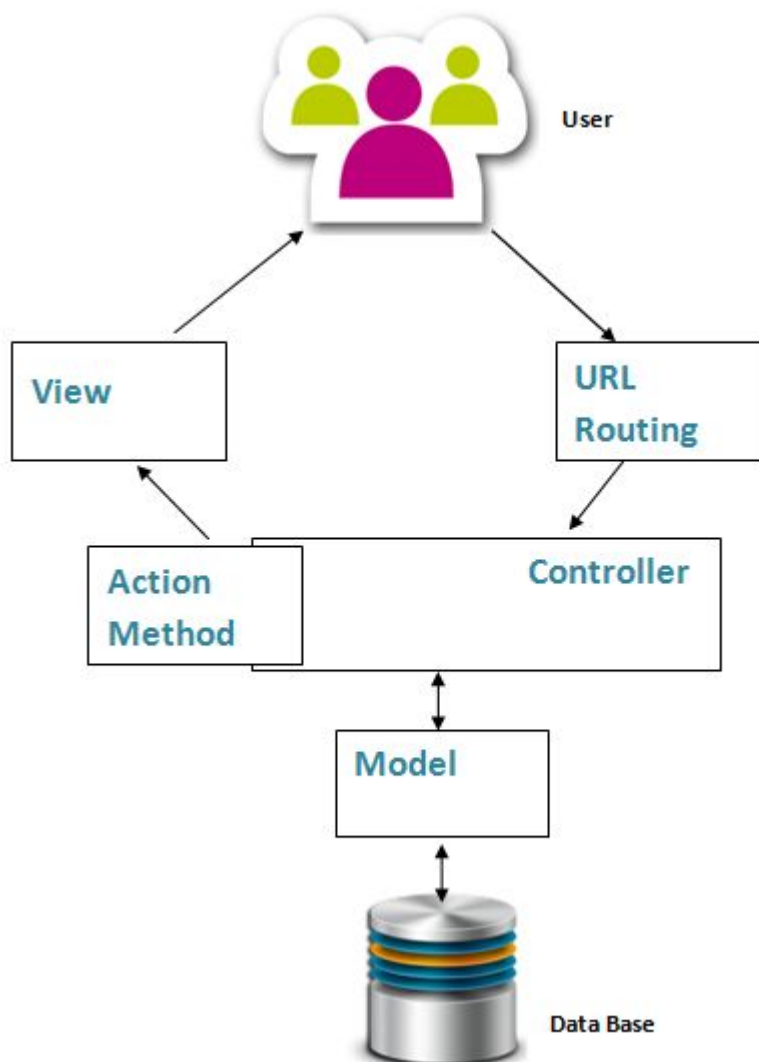 User
View
URL
Routing
Action
Method
Controller
Model
Data Base